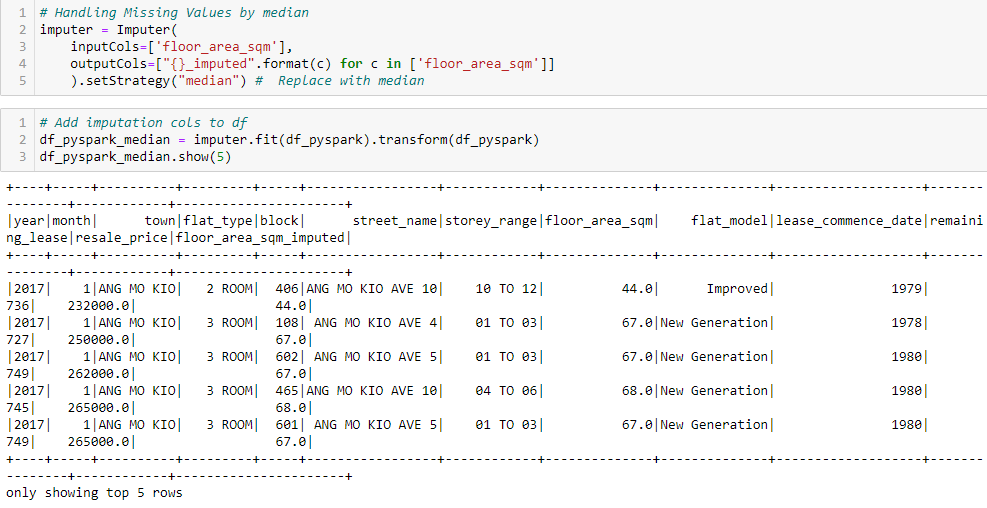 1 # Handling Missing Values by median
2 imputer = Imputer(
3     inputCols=['floor_area_sqm'],
4     outputCols=["{}_imputed".format(c) for c in ['floor_area_sqm']]
5     ).setStrategy("median") #  Replace with median
1 # Add imputation cols to df
2 df_pyspark_median = imputer.fit(df_pyspark).transform(df_pyspark)
3 df_pyspark_median.show(5)
+----+-----+----------+---------+-----+-----------------+------------+--------------+--------------+-------------------+-------
--------+------------+----------------------+
|year|month|      town|flat_type|block|      street_name|storey_range|floor_area_sqm|    flat_model|lease_commence_date|remaini
ng_lease|resale_price|floor_area_sqm_imputed|
+----+-----+----------+---------+-----+-----------------+------------+--------------+--------------+-------------------+-------
--------+------------+----------------------+
|2017|    1|ANG MO KIO|   2 ROOM|  406|ANG MO KIO AVE 10|    10 TO 12|          44.0|      Improved|               1979|
736|    232000.0|                  44.0|
|2017|    1|ANG MO KIO|   3 ROOM|  108| ANG MO KIO AVE 4|    01 TO 03|          67.0|New Generation|               1978|
727|    250000.0|                  67.0|
|2017|    1|ANG MO KIO|   3 ROOM|  602| ANG MO KIO AVE 5|    01 TO 03|          67.0|New Generation|               1980|
749|    262000.0|                  67.0|
|2017|    1|ANG MO KIO|   3 ROOM|  465|ANG MO KIO AVE 10|    04 TO 06|          68.0|New Generation|               1980|
745|    265000.0|                  68.0|
|2017|    1|ANG MO KIO|   3 ROOM|  601| ANG MO KIO AVE 5|    01 TO 03|          67.0|New Generation|               1980|
749|    265000.0|                  67.0|
+----+-----+----------+---------+-----+-----------------+------------+--------------+--------------+-------------------+-------
--------+------------+----------------------+
only showing top 5 rows